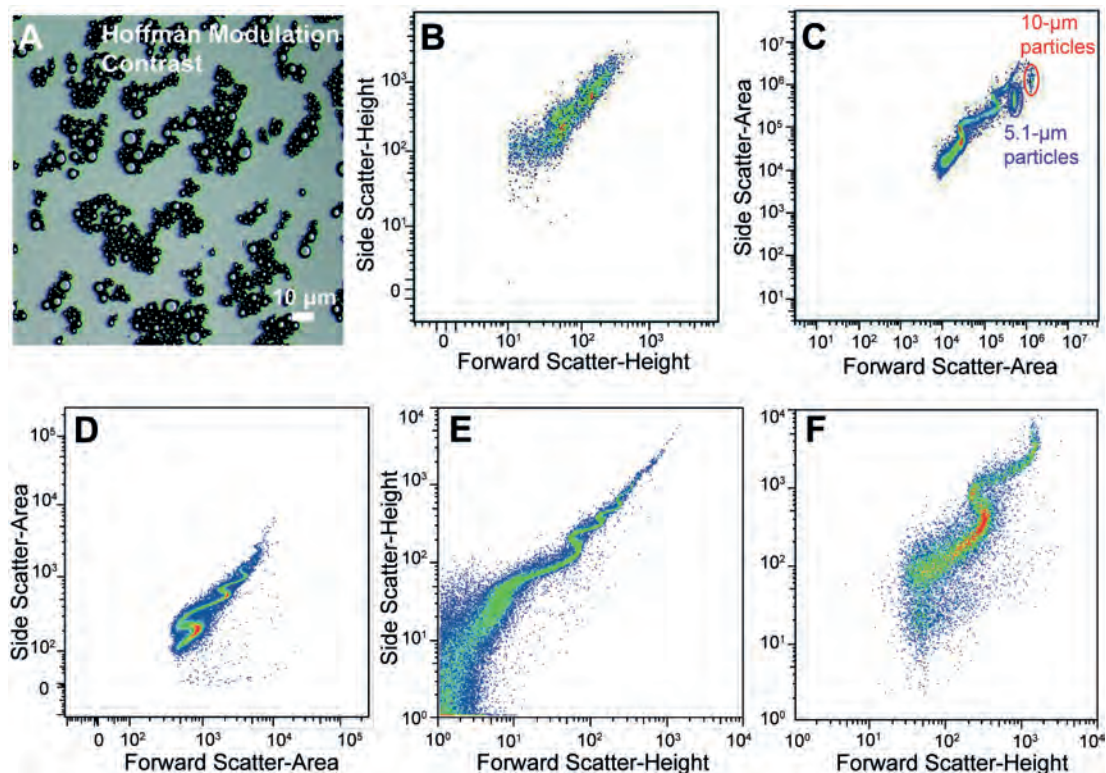 A
Hoffman Modulation
Contrast
10 µm
B
Side Scatter-Height
10³
10²
10¹
0
0
10¹
10²
10³
Forward Scatter-Height
C
10-µm
particles
5.1-µm
particles
Side Scatter-Area
10⁷
10⁶
10⁵
10⁴
10³
10²
10¹
10¹
10²
10³
10⁴
10⁵
10⁶
10⁷
Forward Scatter-Area
D
Side Scatter-Area
10⁵
10⁴
10³
10²
0
0
10²
10³
10⁴
10⁵
Forward Scatter-Area
E
Side Scatter-Height
10⁴
10³
10²
10¹
10⁰
10⁰
10¹
10²
10³
10⁴
Forward Scatter-Height
F
10⁴
10³
10²
10¹
10⁰
10⁰
10¹
10²
10³
10⁴
Forward Scatter-Height